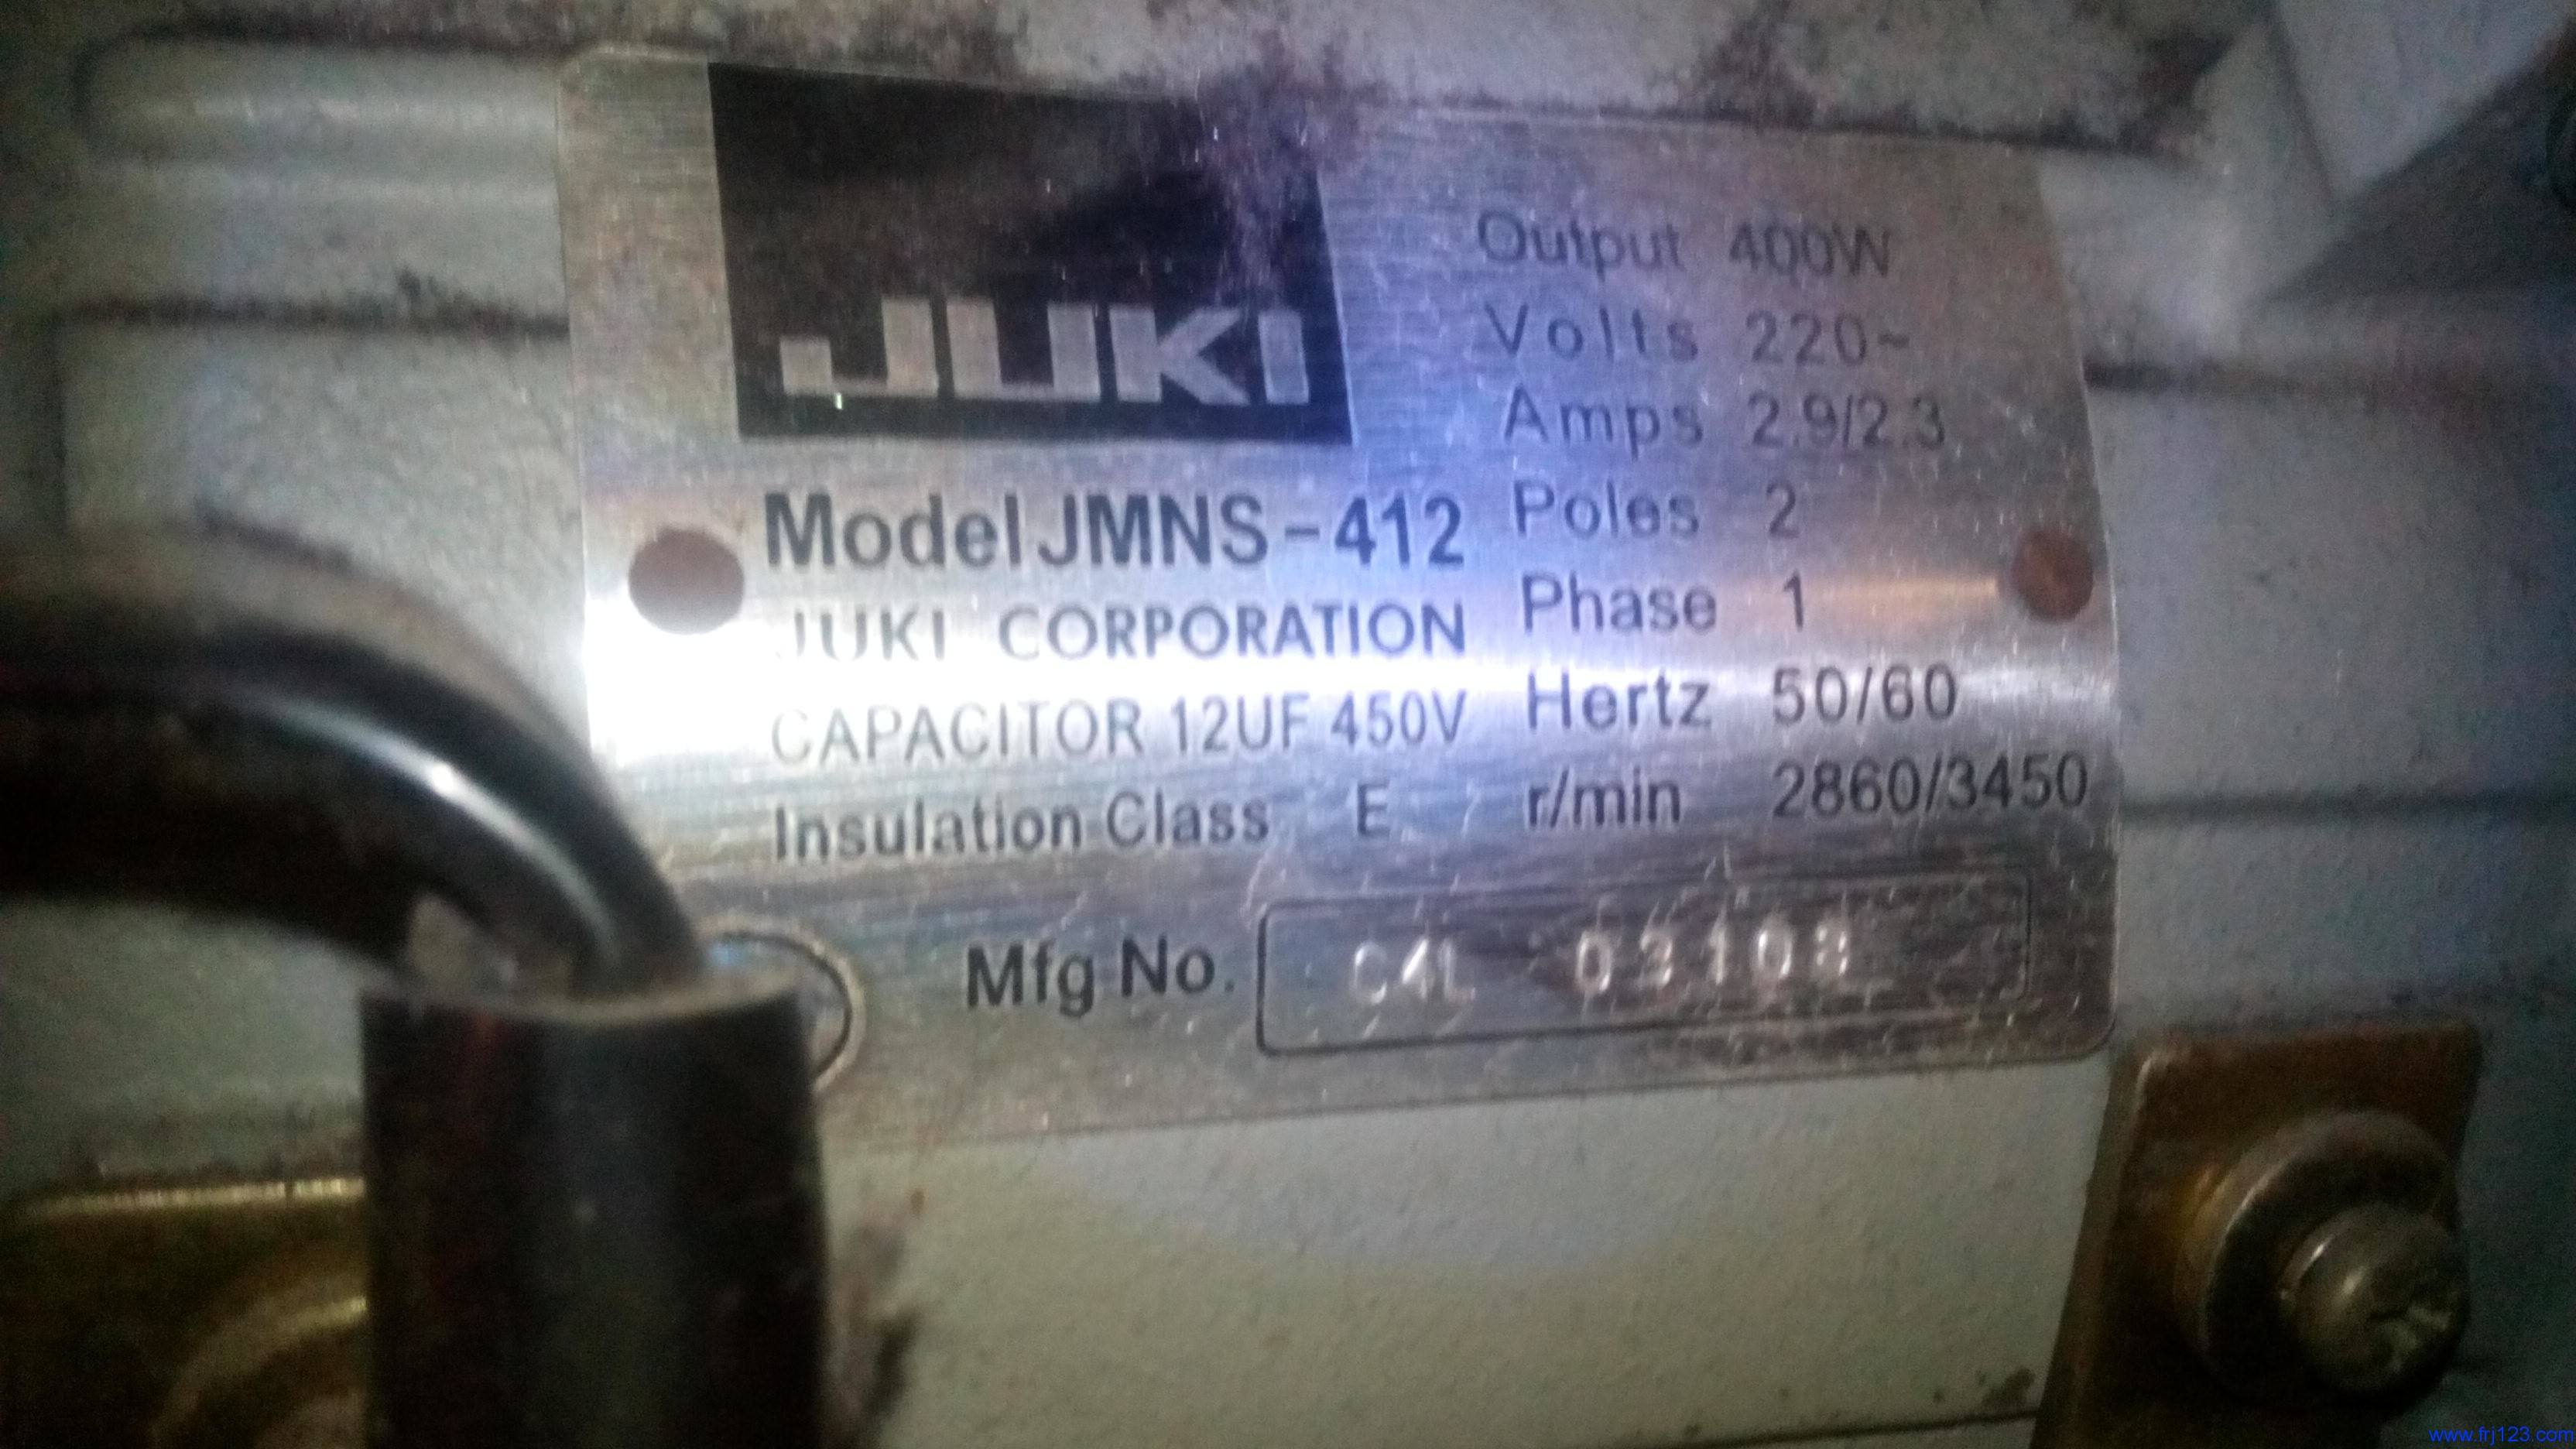 JUKI
Model JMNS-412
JUKI CORPORATION
CAPACITOR 12UF 450V
Insulation Class E
Output 400W
Volts 220~
Amps 2.9/2.3
Poles 2
Phase 1
Hertz 50/60
r/min 2860/3450
Mfg No. C4L 03108
www.frj123.com